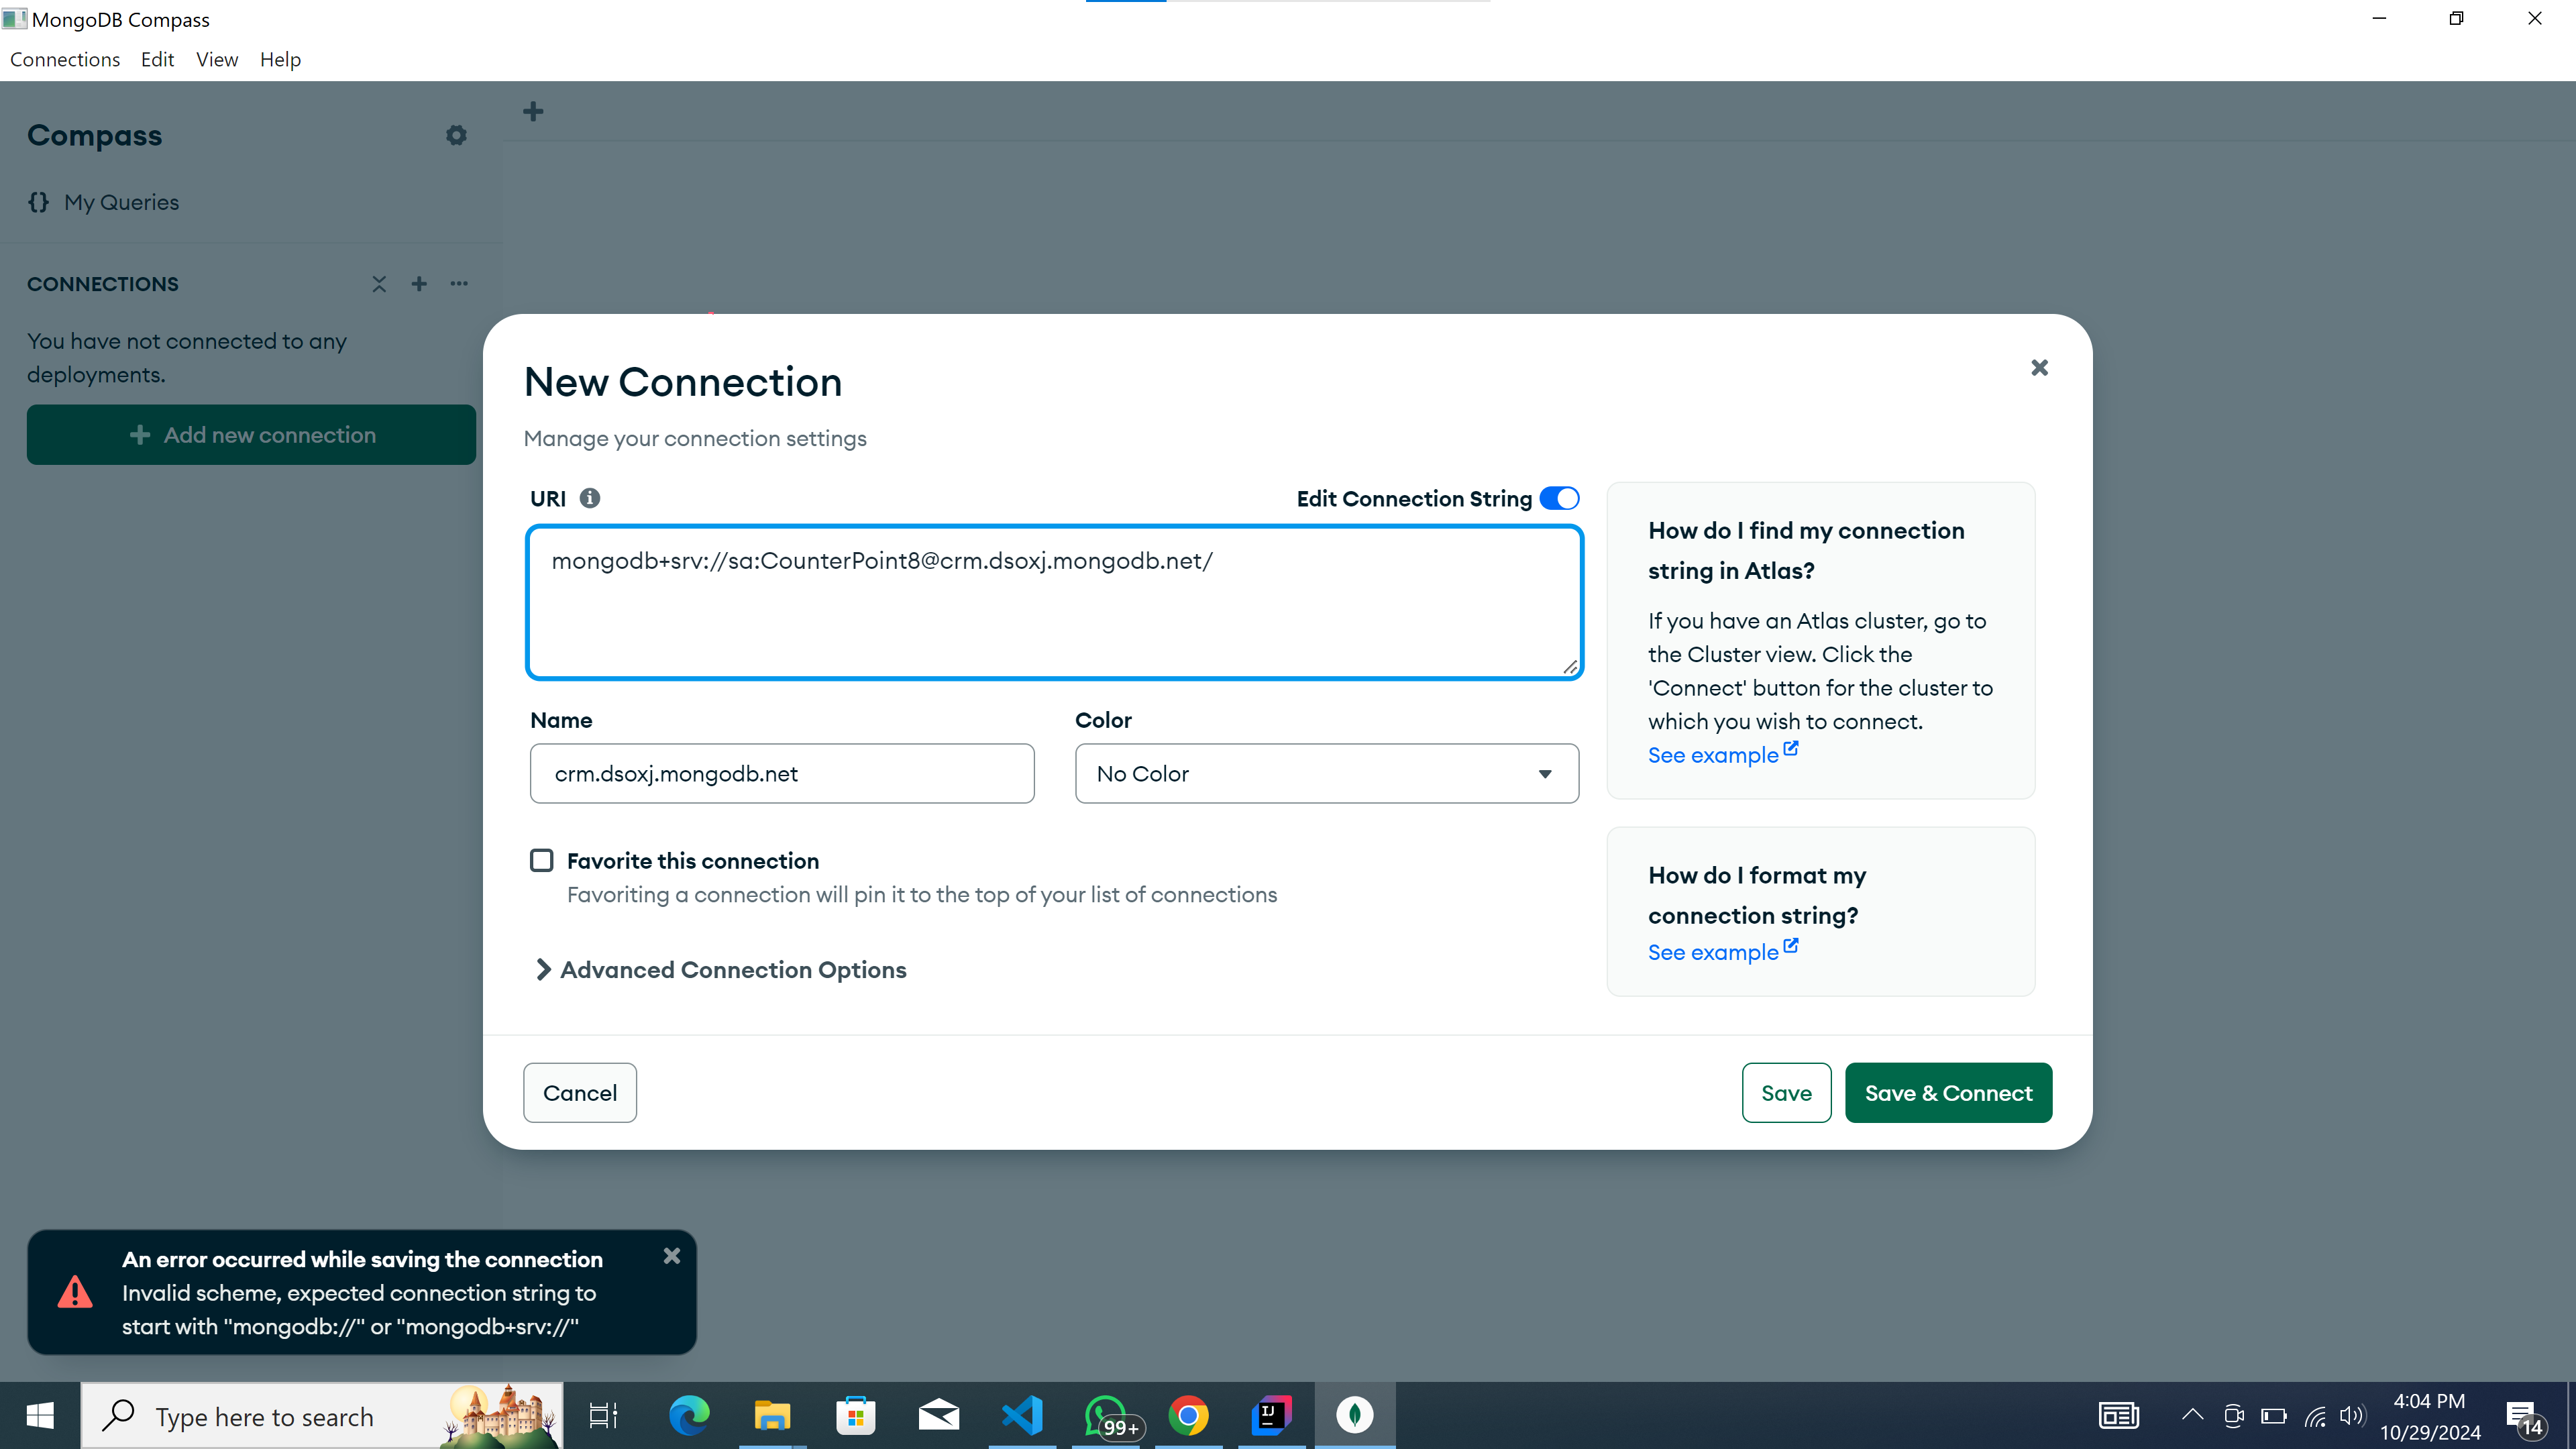 MongoDB Compass
Connections Edit View Help
Compass
{} My Queries
CONNECTIONS
You have not connected to any
deployments.
Add new connection
New Connection
Manage your connection settings
URI
Edit Connection String
mongodb+srv://sa:CounterPoint8@crm.dsoxj.mongodb.net/
Name
crm.dsoxj.mongodb.net
Color
No Color
Favorite this connection
Favoriting a connection will pin it to the top of your list of connections
Advanced Connection Options
How do I find my connection
string in Atlas?
If you have an Atlas cluster, go to
the Cluster view. Click the
'Connect' button for the cluster to
which you wish to connect.
See example
How do I format my
connection string?
See example
Cancel
Save
Save & Connect
An error occurred while saving the connection
Invalid scheme, expected connection string to
start with "mongodb://" or "mongodb+srv://"
Type here to search
99+
IJ
4:04 PM
10/29/2024
14